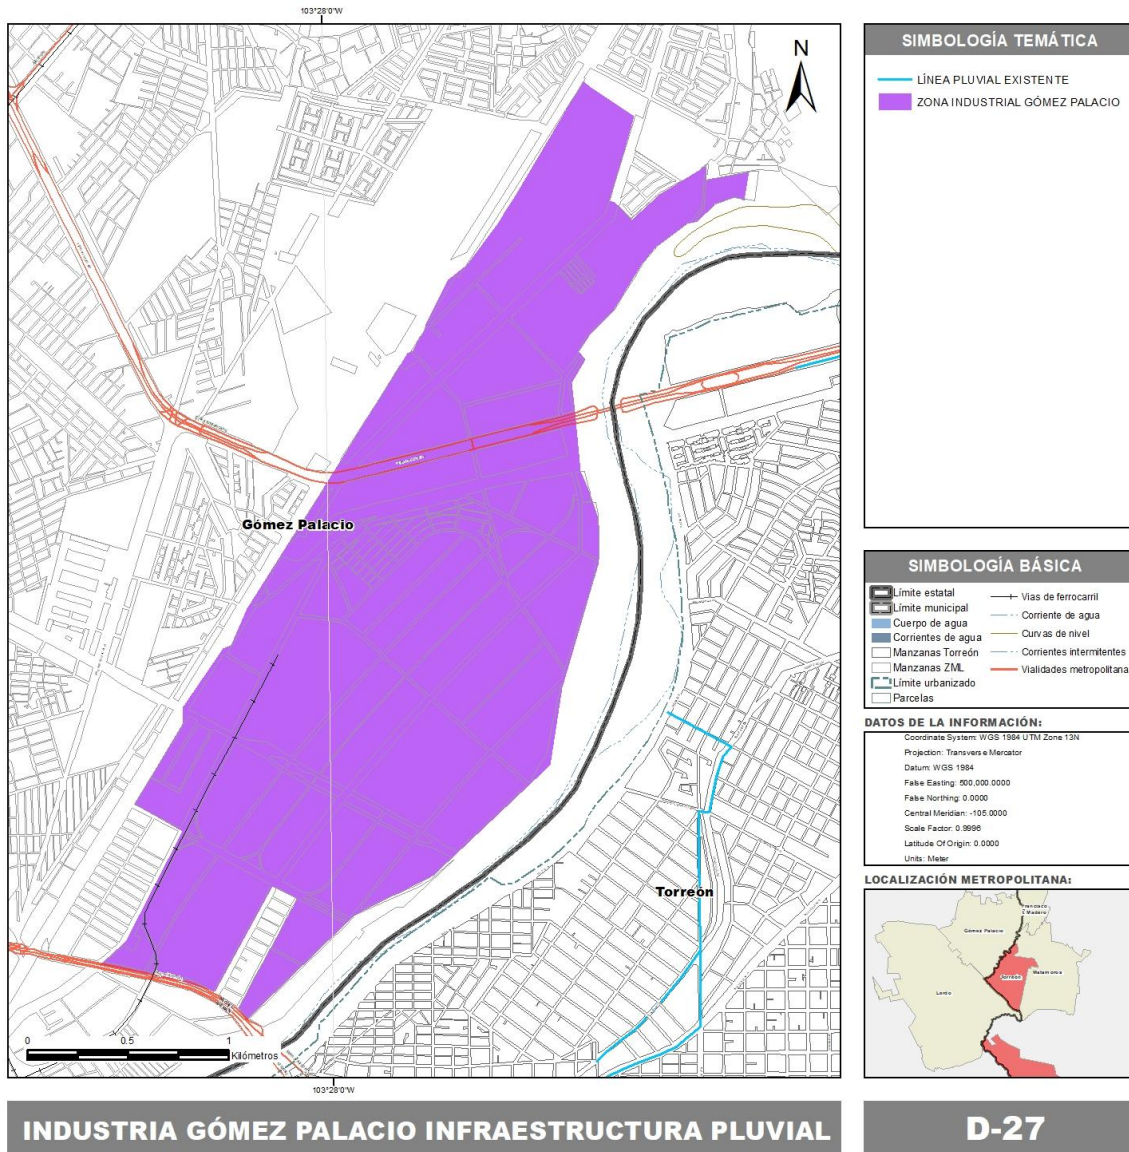 103°28'0"W
N
Gómez Palacio
Torreón
0 0.5 1
Kilómetros
103°28'0"W
SIMBOLOGÍA TEMÁTICA
LÍNEA PLUVIAL EXISTENTE
ZONA INDUSTRIAL GÓMEZ PALACIO
SIMBOLOGÍA BÁSICA
Límite estatal
Límite municipal
Cuerpo de agua
Corrientes de agua
Manzanas Torreón
Manzanas ZML
Límite urbanizado
Parcelas
Vias de ferrocarril
Corriente de agua
Curvas de nivel
Corrientes intermitentes
Vialidades metropolitana
DATOS DE LA INFORMACIÓN:
Coordinate System: WGS 1984 UTM Zone 13N
Projection: Transverse Mercator
Datum: WGS 1984
False Easting: 500,000.0000
False Northing: 0.0000
Central Meridian: -105.0000
Scale Factor: 0.9996
Latitude Of Origin: 0.0000
Units: Meter
LOCALIZACIÓN METROPOLITANA:
Francisco
I. Madero
Gómez Palacio
Matamoros
Torreón
Lerdo
INDUSTRIA GÓMEZ PALACIO INFRAESTRUCTURA PLUVIAL
D-27